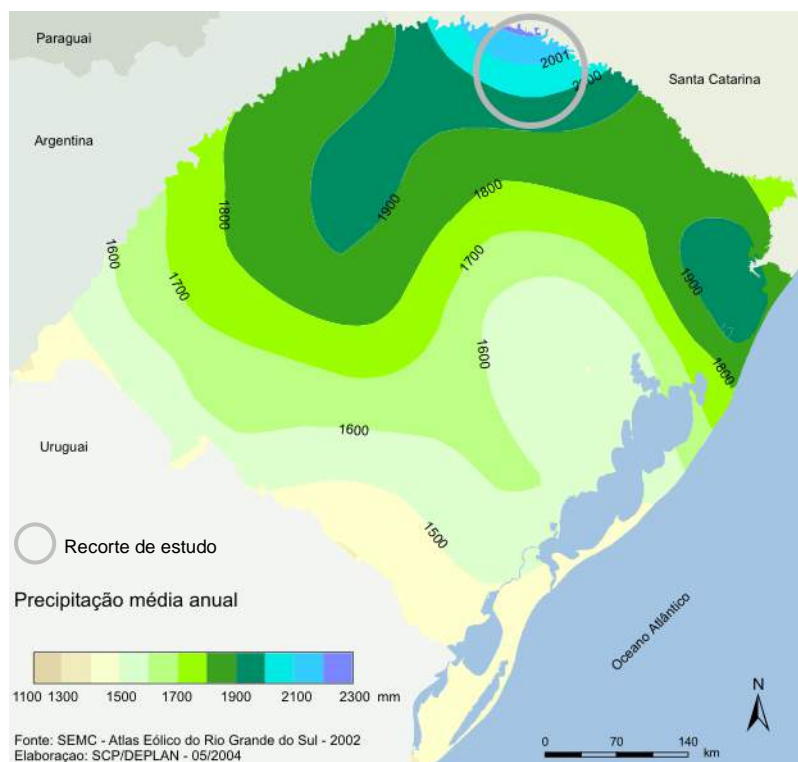 Paraguai
Santa Catarina
Argentina
2001
2000
1800
1900
1800
1600
1700
1700
1900
1600
1800
1600
Uruguai
1500
Recorte de estudo
Precipitação média anual
1100 1300 1500 1700 1900 2100 2300 mm
Oceano Atlântico
N
0 70 140
km
Fonte: SEMC - Atlas Eólico do Rio Grande do Sul - 2002
Elaboraçao: SCP/DEPLAN - 05/2004